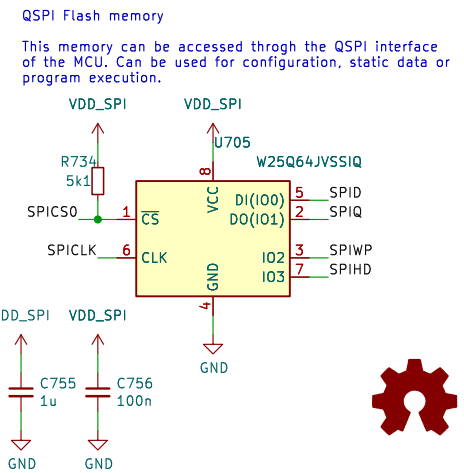 QSPI Flash memory
This memory can be accessed throgh the QSPI interface
of the MCU. Can be used for configuration, static data or
program execution.
VDD_SPI
VDD_SPI
U705
R734
5k1
W25Q64JVSSIQ
8
VCC
SPICS0
1
CS
DI(IO0)
5
SPID
DO(IO1)
2
SPIQ
SPICLK
6
CLK
IO2
3
SPIWP
IO3
7
SPIHD
GND
4
GND
DD_SPI
VDD_SPI
C755
1u
C756
100n
GND
GND